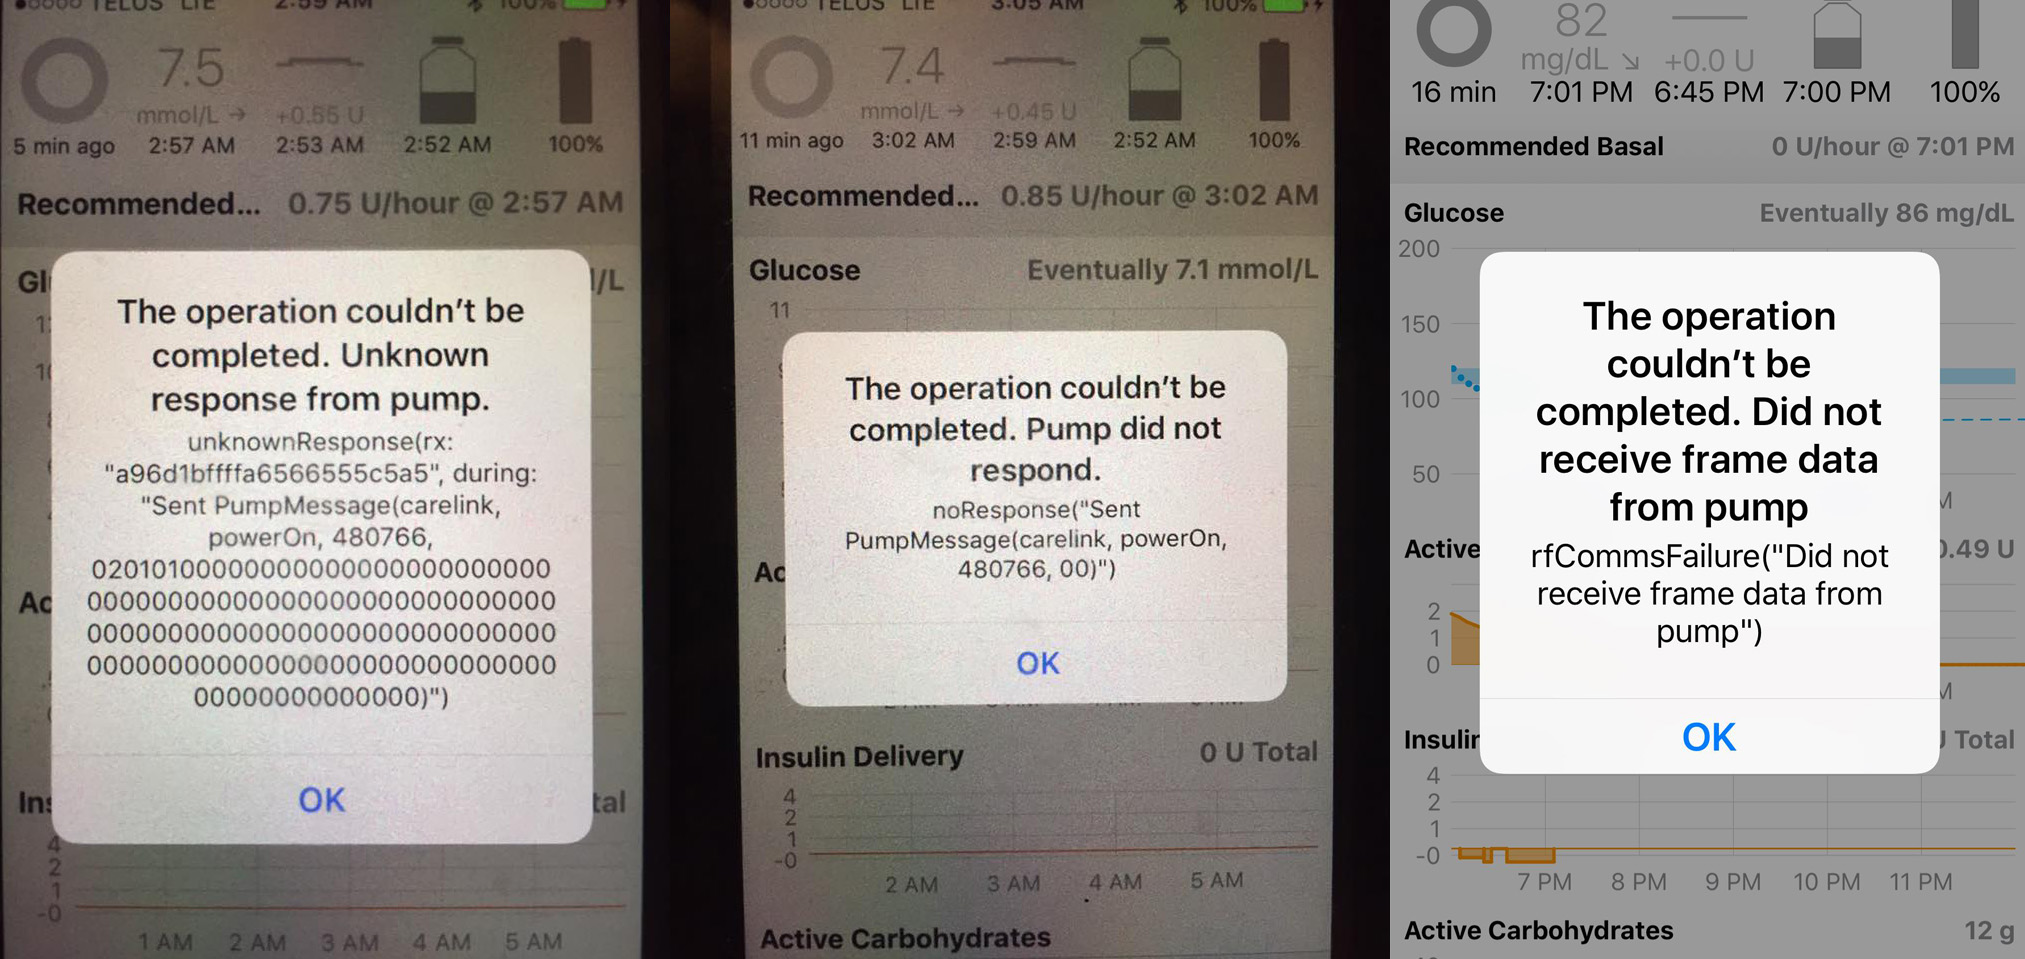 TELUS LTE 2:59 AM 100%
7.5
mmol/L → +0.55 U
5 min ago 2:57 AM 2:53 AM 2:52 AM 100%
Recommended... 0.75 U/hour @ 2:57 AM
The operation couldn't be
completed. Unknown
response from pump.
unknownResponse(rx:
"a96d1bffffa6566555c5a5", during:
"Sent PumpMessage(carelink,
powerOn, 480766,
02010100000000000000000000000
000000000000000000000000000000
000000000000000000000000000000
000000000000000000000000000000
00000000000000)")
OK
4
2
1
-0
1 AM 2 AM 3 AM 4 AM 5 AM
TELUS LTE 3:05 AM 100%
7.4
mmol/L → +0.45 U
11 min ago 3:02 AM 2:59 AM 2:52 AM 100%
Recommended... 0.85 U/hour @ 3:02 AM
Glucose Eventually 7.1 mmol/L
11
The operation couldn't be
completed. Pump did not
respond.
noResponse("Sent
PumpMessage(carelink, powerOn,
480766, 00)")
OK
Insulin Delivery 0 U Total
4
2
1
-0
2 AM 3 AM 4 AM 5 AM
Active Carbohydrates
82
mg/dL ↘ +0.0 U
16 min 7:01 PM 6:45 PM 7:00 PM 100%
Recommended Basal 0 U/hour @ 7:01 PM
Glucose Eventually 86 mg/dL
200
150
100
50
The operation
couldn't be
completed. Did not
receive frame data
from pump
rfCommsFailure("Did not
receive frame data from
pump")
OK
Active 0.49 U
2
1
0
Insulin Total
4
2
1
-0
7 PM 8 PM 9 PM 10 PM 11 PM
Active Carbohydrates 12 g